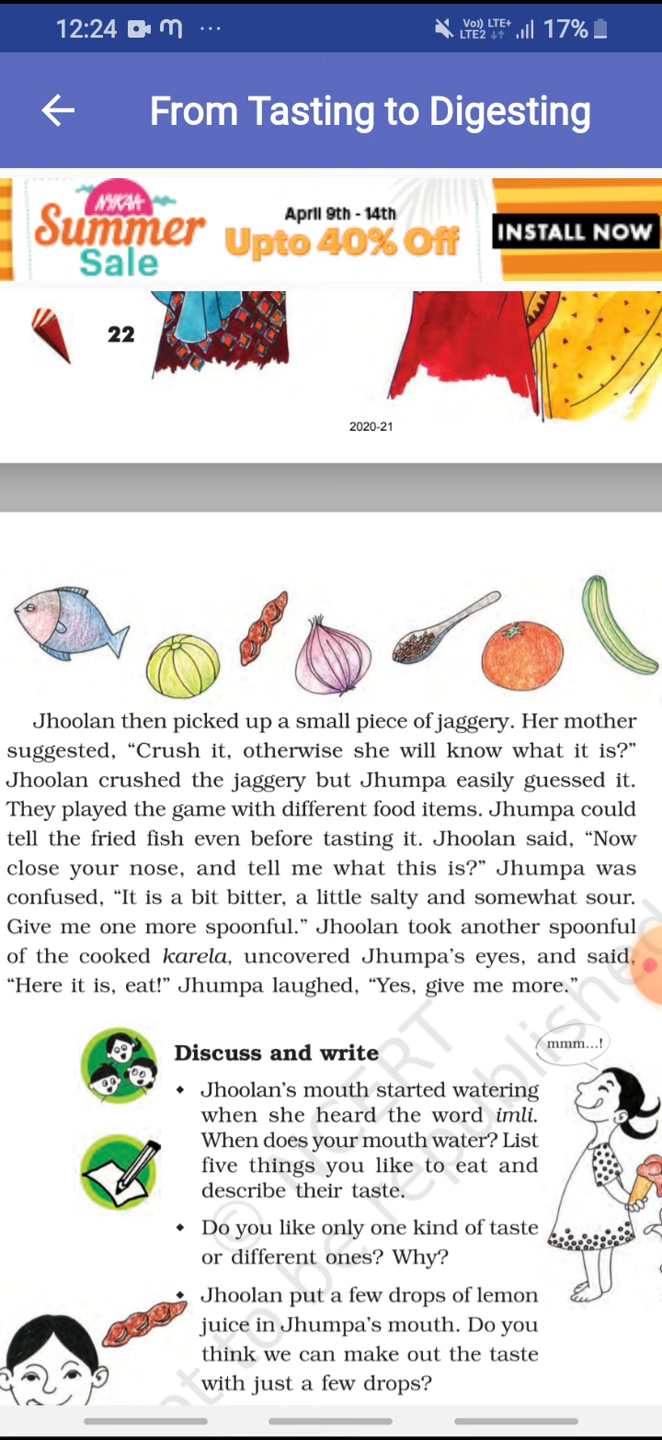 12:24 ...
Vo)) LTE+
LTE2 17%
From Tasting to Digesting
NYKAA
Summer
Sale
April 9th - 14th
Upto 40% Off
INSTALL NOW
22
2020-21
Jhoolan then picked up a small piece of jaggery. Her mother
suggested, “Crush it, otherwise she will know what it is?”
Jhoolan crushed the jaggery but Jhumpa easily guessed it.
They played the game with different food items. Jhumpa could
tell the fried fish even before tasting it. Jhoolan said, “Now
close your nose, and tell me what this is?” Jhumpa was
confused, “It is a bit bitter, a little salty and somewhat sour.
Give me one more spoonful.” Jhoolan took another spoonful
of the cooked karela, uncovered Jhumpa’s eyes, and said,
“Here it is, eat!” Jhumpa laughed, “Yes, give me more.”
mmm...!
Discuss and write
• Jhoolan’s mouth started watering
when she heard the word imli.
When does your mouth water? List
five things you like to eat and
describe their taste.
• Do you like only one kind of taste
or different ones? Why?
• Jhoolan put a few drops of lemon
juice in Jhumpa’s mouth. Do you
think we can make out the taste
with just a few drops?
© NCERT
not to be republished